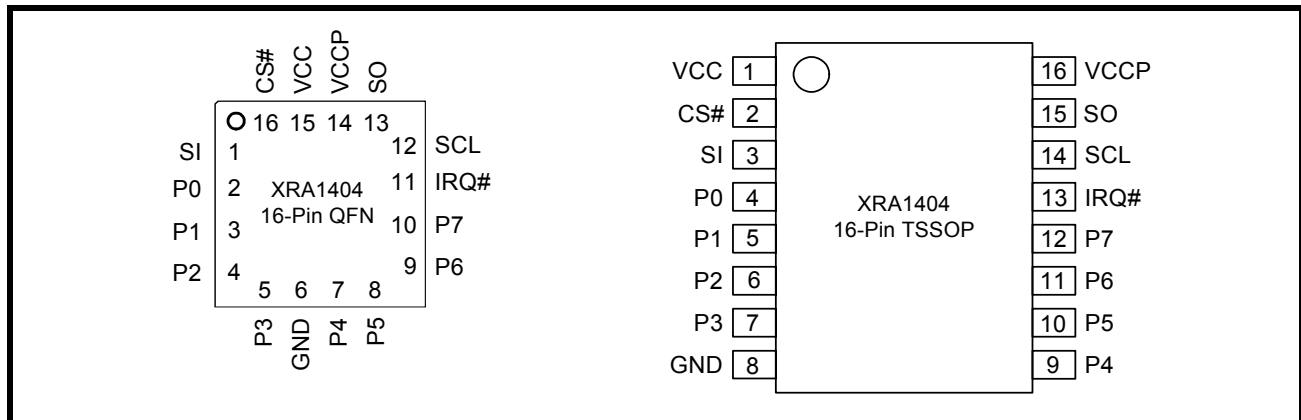 CS#
VCC
VCCP
SO
16 15 14 13
SI 1
P0 2
P1 3
P2 4
XRA1404
16-Pin QFN
12 SCL
11 IRQ#
10 P7
9 P6
5 6 7 8
P3
GND
P4
P5
VCC 1
CS# 2
SI 3
P0 4
P1 5
P2 6
P3 7
GND 8
XRA1404
16-Pin TSSOP
16 VCCP
15 SO
14 SCL
13 IRQ#
12 P7
11 P6
10 P5
9 P4